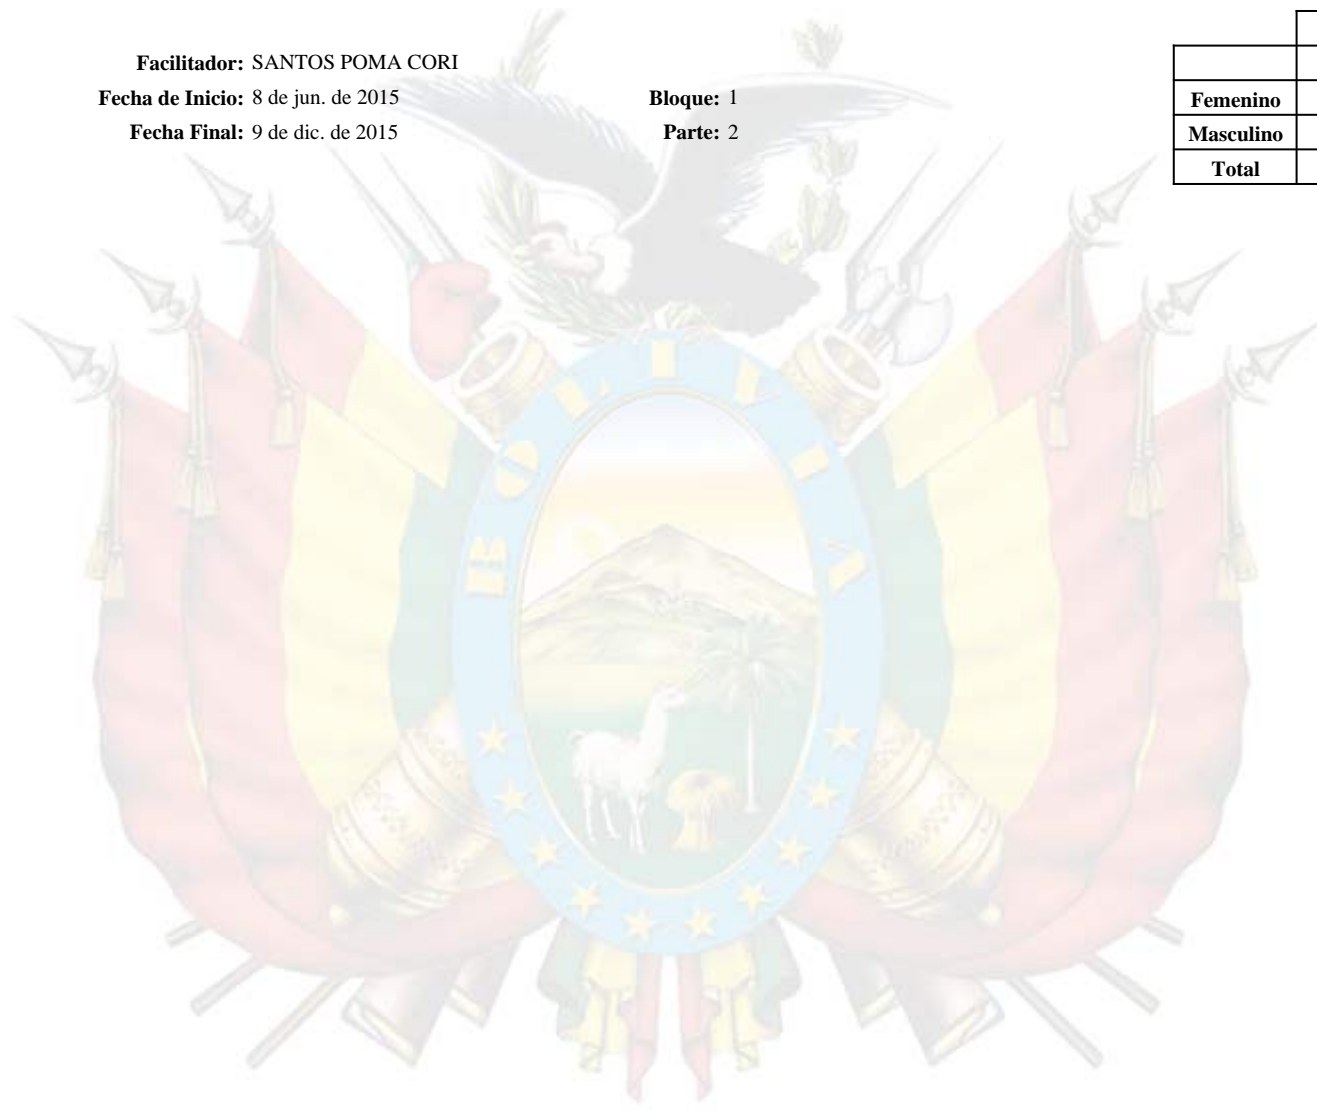 Facilitador: SANTOS POMA CORI
Fecha de Inicio: 8 de jun. de 2015 Bloque: 1
Fecha Final: 9 de dic. de 2015 Parte: 2
Femenino
Masculino
Total
BOLIVIA